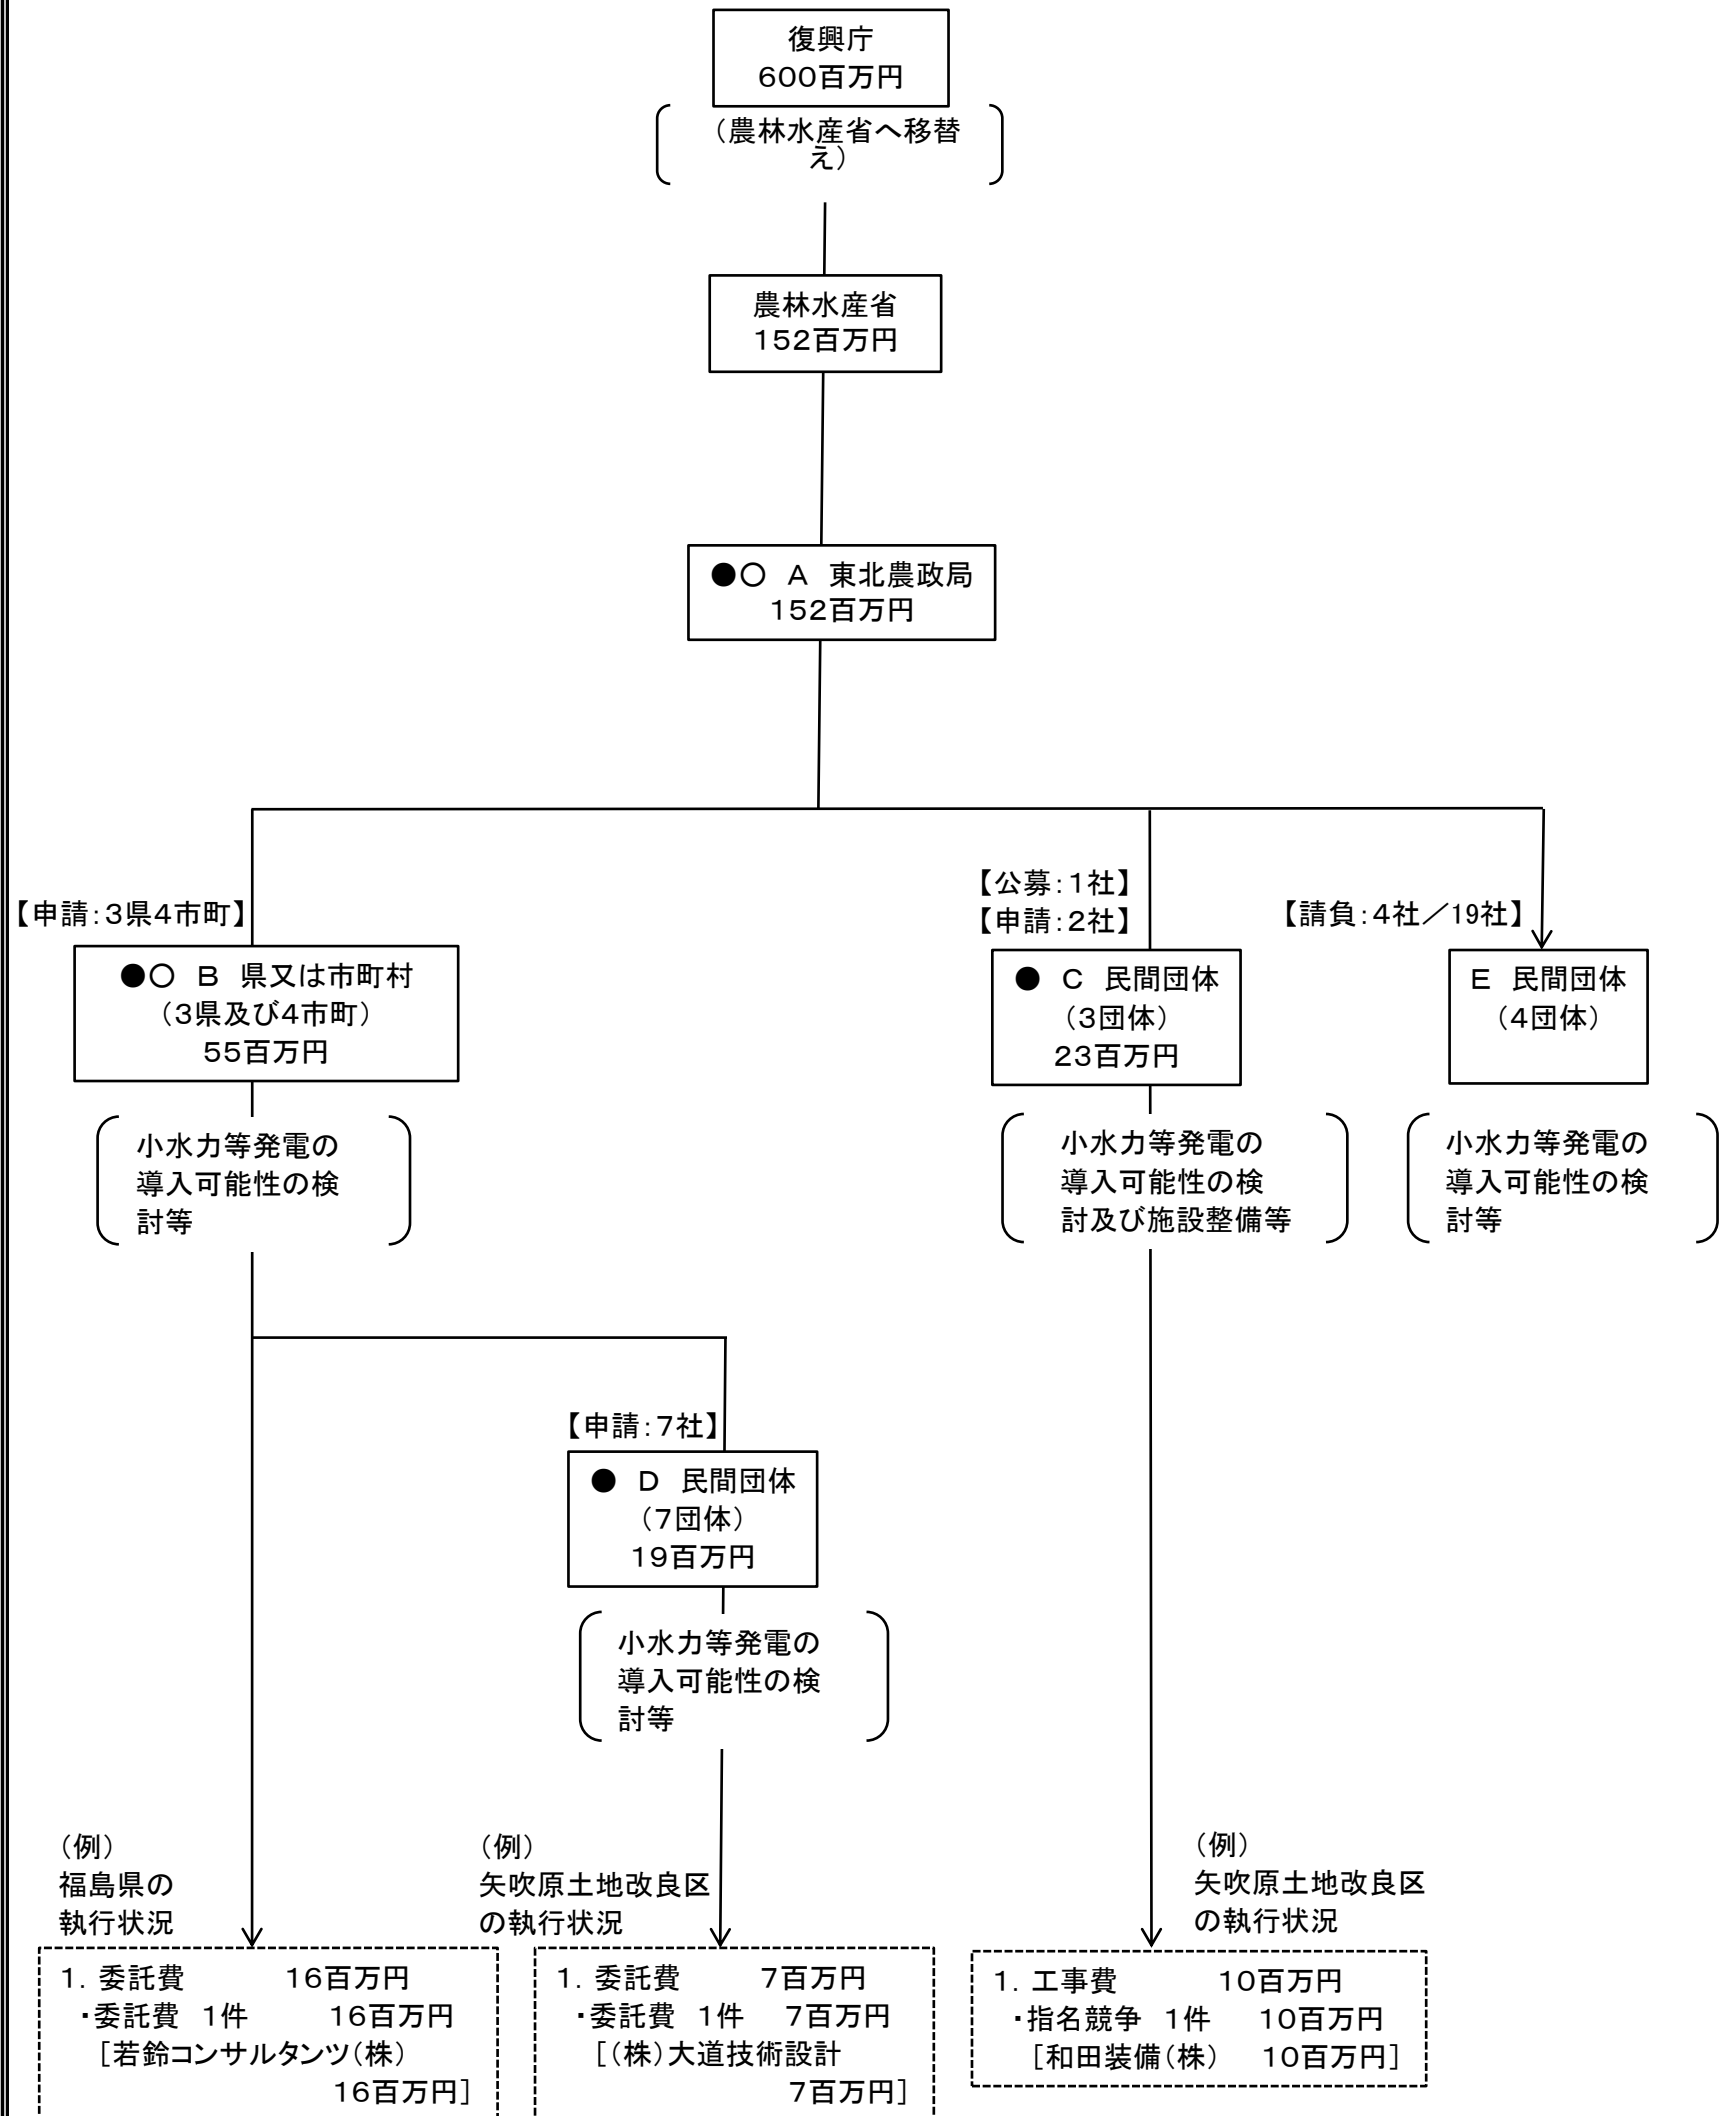 復興庁
600百万円
（農林水産省へ移替
え）
農林水産省
152百万円
●○　A　東北農政局
152百万円
【申請：3県4市町】
●○　B　県又は市町村
（3県及び4市町）
55百万円
小水力等発電の
導入可能性の検
討等
【公募：1社】
【申請：2社】
●　C　民間団体
（3団体）
23百万円
小水力等発電の
導入可能性の検
討及び施設整備等
【請負：4社／19社】
E　民間団体
（4団体）
小水力等発電の
導入可能性の検
討等
【申請：7社】
●　D　民間団体
（7団体）
19百万円
小水力等発電の
導入可能性の検
討等
（例）
福島県の
執行状況
1．委託費　16百万円
・委託費　1件　16百万円
［若鈴コンサルタンツ（株）
16百万円］
（例）
矢吹原土地改良区
の執行状況
1．委託費　7百万円
・委託費　1件　7百万円
［（株）大道技術設計
7百万円］
（例）
矢吹原土地改良区
の執行状況
1．工事費　10百万円
・指名競争　1件　10百万円
［和田装備（株）　10百万円］